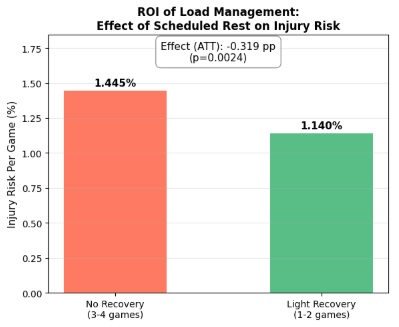 ROI of Load Management:
Effect of Scheduled Rest on Injury Risk
Effect (ATT): -0.319 pp
(p=0.0024)
1.445%
1.140%
Injury Risk Per Game (%)
1.75
1.50
1.25
1.00
0.75
0.50
0.25
0.00
No Recovery
(3-4 games)
Light Recovery
(1-2 games)